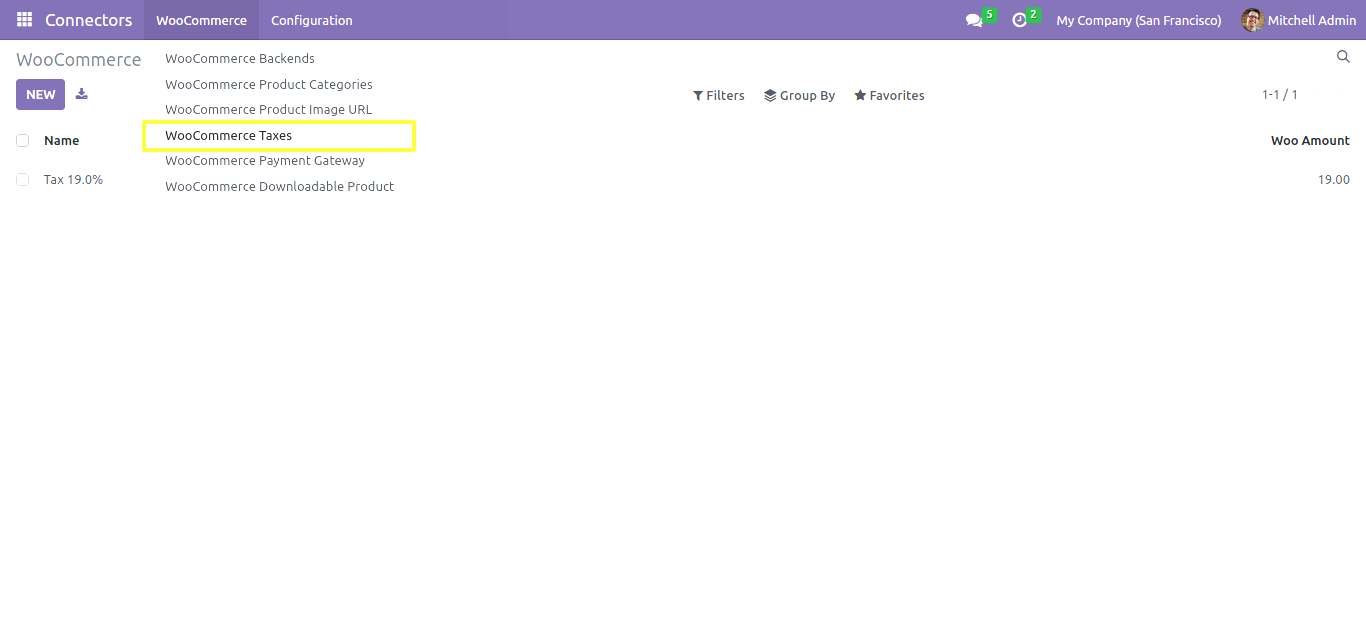 Connectors WooCommerce Configuration 5 2 My Company (San Francisco) Mitchell Admin
WooCommerce
WooCommerce Backends
WooCommerce Product Categories
WooCommerce Product Image URL
WooCommerce Taxes
WooCommerce Payment Gateway
WooCommerce Downloadable Product
NEW
Filters Group By Favorites 1-1 / 1
Name Woo Amount
Tax 19.0% 19.00